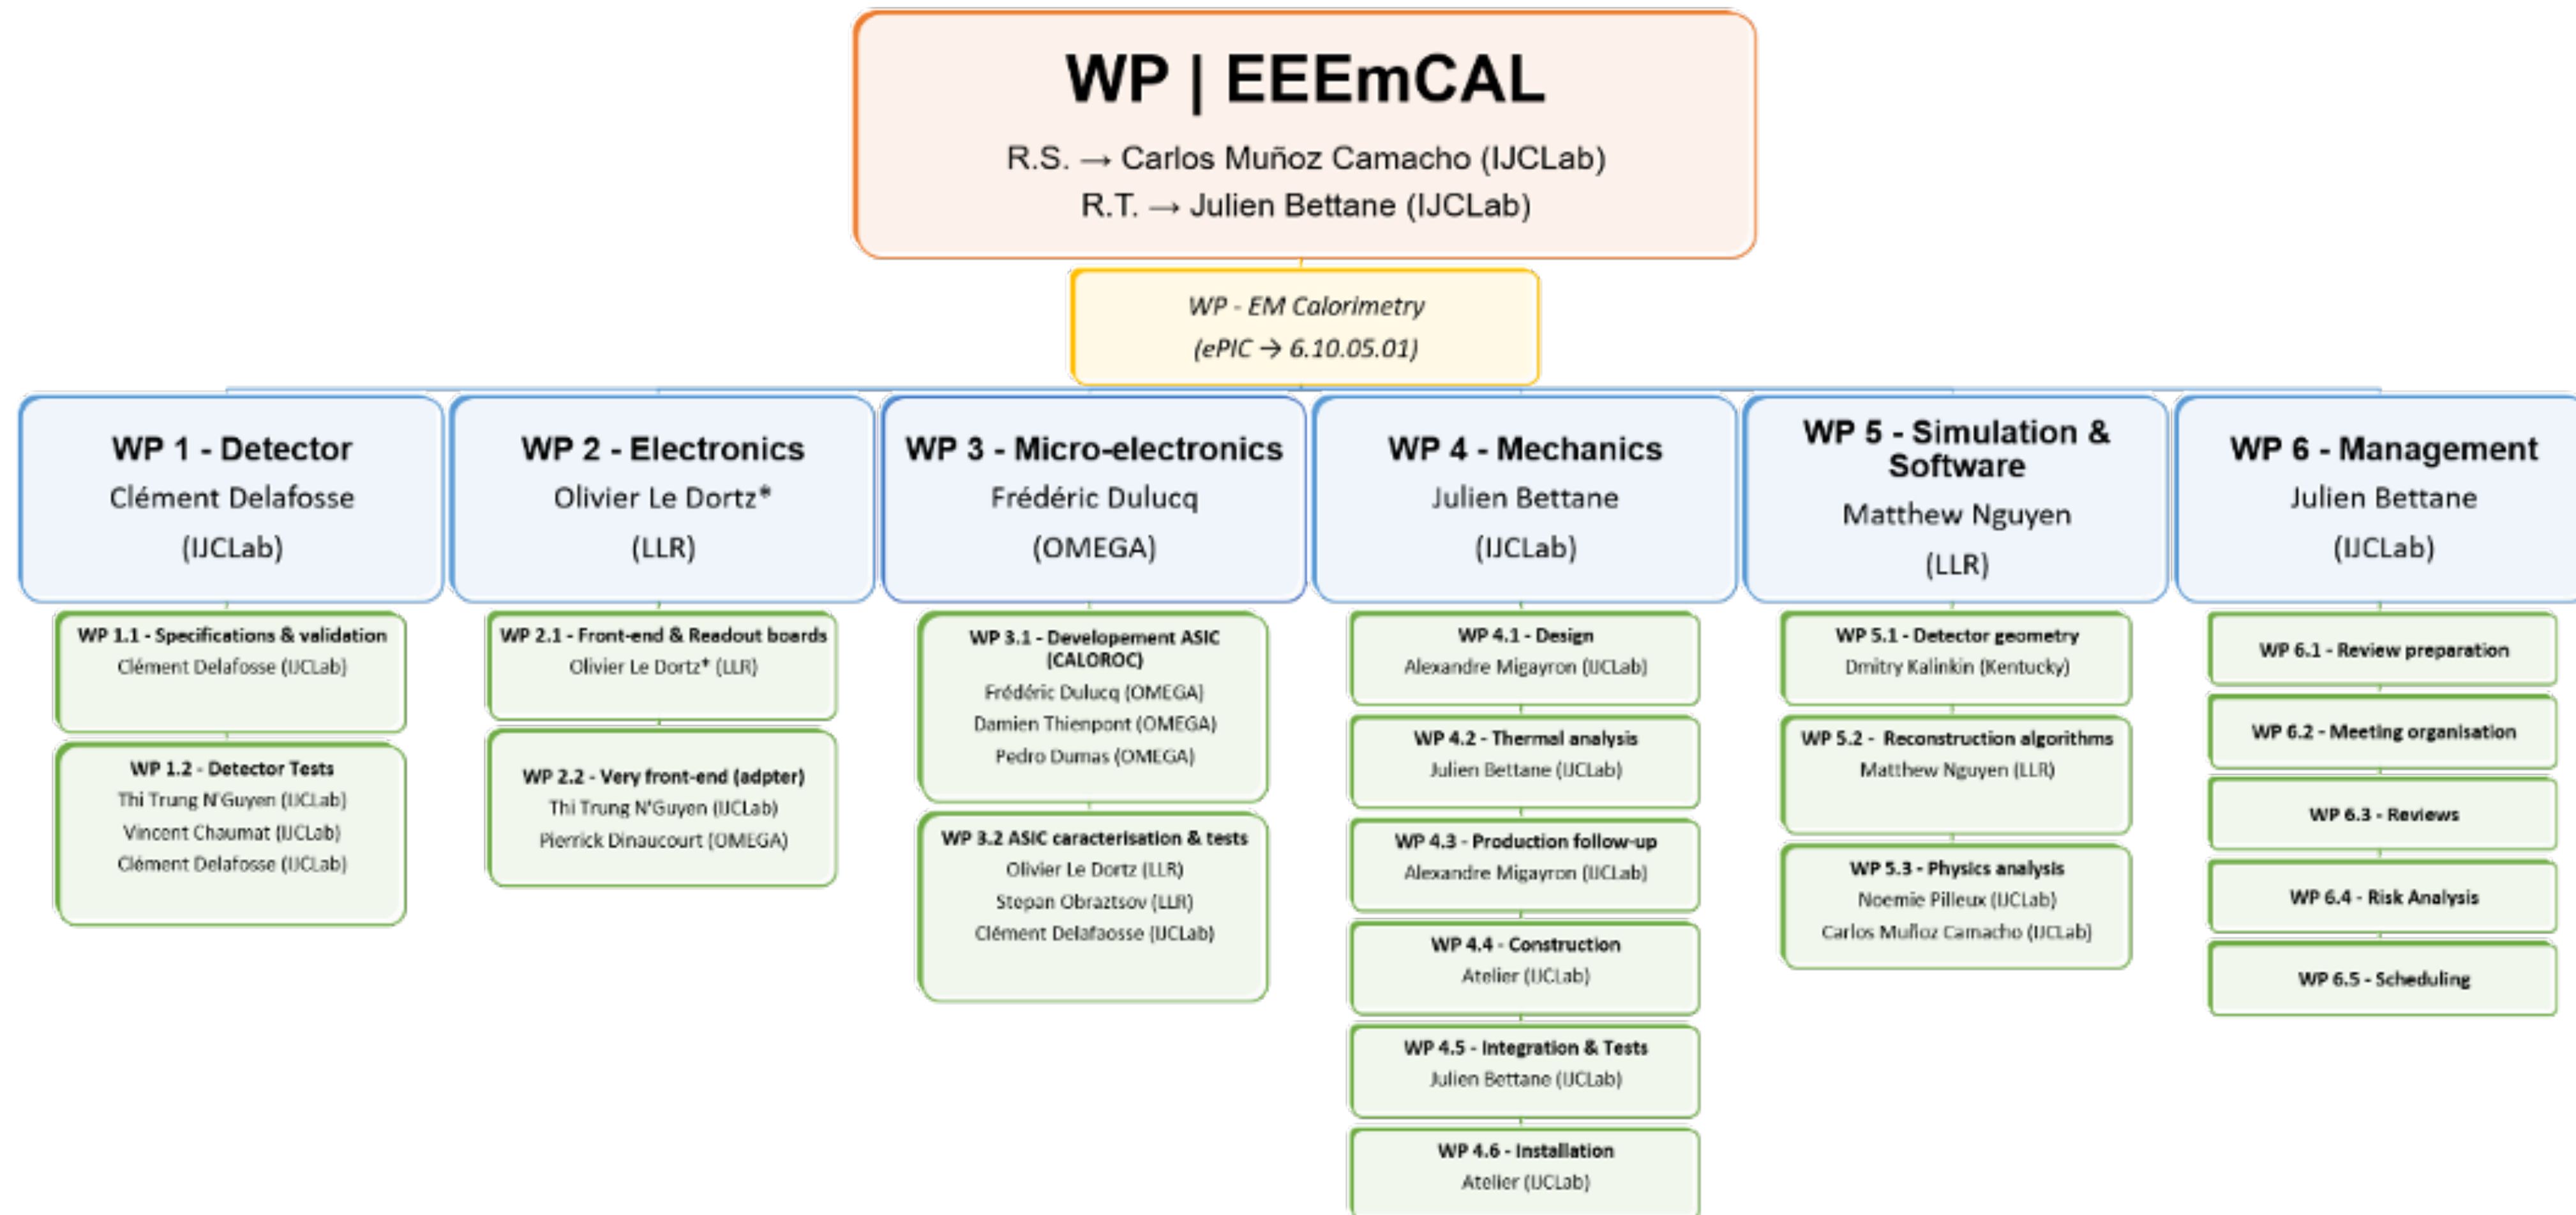 WP | EEEmCAL
R.S. → Carlos Muñoz Camacho (IJCLab)
R.T. → Julien Bettane (IJCLab)
WP - EM Calorimetry
(ePIC → 6.10.05.01)
WP 1 - Detector
Clément Delafosse
(IJCLab)
WP 1.1 - Specifications & validation
Clément Delafosse (IJCLab)
WP 1.2 - Detector Tests
Thi Trung N'Guyen (IJCLab)
Vincent Chaumat (IJCLab)
Clément Delafosse (IJCLab)
WP 2 - Electronics
Olivier Le Dortz*
(LLR)
WP 2.1 - Front-end & Readout boards
Olivier Le Dortz* (LLR)
WP 2.2 - Very front-end (adpter)
Thi Trung N'Guyen (IJCLab)
Pierrick Dinaucourt (OMEGA)
WP 3 - Micro-electronics
Frédéric Dulucq
(OMEGA)
WP 3.1 - Developement ASIC
(CALOROC)
Frédéric Dulucq (OMEGA)
Damien Thienpont (OMEGA)
Pedro Dumas (OMEGA)
WP 3.2 ASIC caracterisation & tests
Olivier Le Dortz (LLR)
Stepan Obraztsov (LLR)
Clément Delafaosse (IJCLab)
WP 4 - Mechanics
Julien Bettane
(IJCLab)
WP 4.1 - Design
Alexandre Migayron (IJCLab)
WP 4.2 - Thermal analysis
Julien Bettane (IJCLab)
WP 4.3 - Production follow-up
Alexandre Migayron (IJCLab)
WP 4.4 - Construction
Atelier (IJCLab)
WP 4.5 - Integration & Tests
Julien Bettane (IJCLab)
WP 4.6 - Installation
Atelier (IJCLab)
WP 5 - Simulation &
Software
Matthew Nguyen
(LLR)
WP 5.1 - Detector geometry
Dmitry Kalinkin (Kentucky)
WP 5.2 - Reconstruction algorithms
Matthew Nguyen (LLR)
WP 5.3 - Physics analysis
Noemie Pilleux (IJCLab)
Carlos Muñoz Camacho (IJCLab)
WP 6 - Management
Julien Bettane
(IJCLab)
WP 6.1 - Review preparation
WP 6.2 - Meeting organisation
WP 6.3 - Reviews
WP 6.4 - Risk Analysis
WP 6.5 - Scheduling